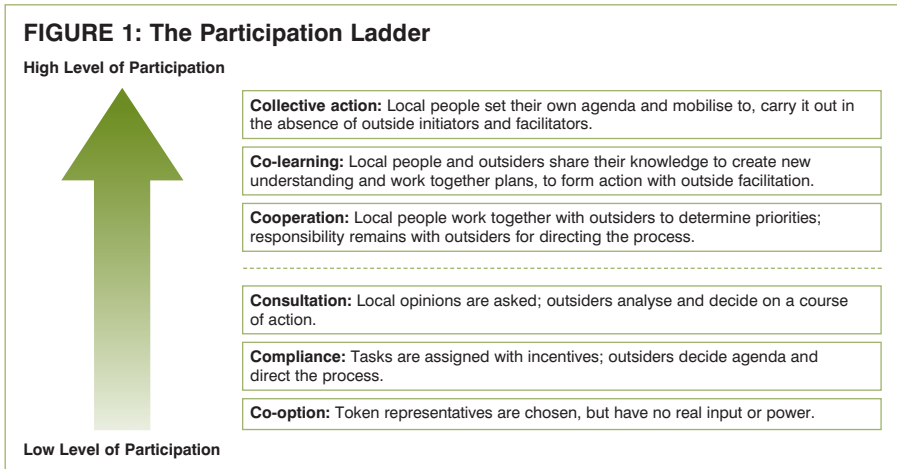 FIGURE 1: The Participation Ladder
High Level of Participation
Collective action: Local people set their own agenda and mobilise to, carry it out in
the absence of outside initiators and facilitators.
Co-learning: Local people and outsiders share their knowledge to create new
understanding and work together plans, to form action with outside facilitation.
Cooperation: Local people work together with outsiders to determine priorities;
responsibility remains with outsiders for directing the process.
Consultation: Local opinions are asked; outsiders analyse and decide on a course
of action.
Compliance: Tasks are assigned with incentives; outsiders decide agenda and
direct the process.
Co-option: Token representatives are chosen, but have no real input or power.
Low Level of Participation